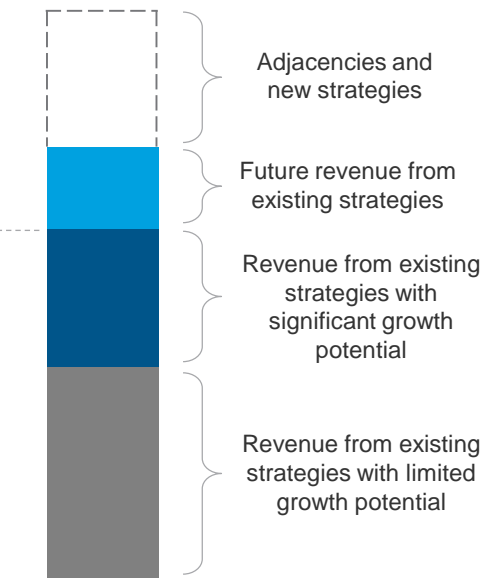 Adjacencies and
new strategies
Future revenue from
existing strategies
Revenue from existing
strategies with
significant growth
potential
Revenue from existing
strategies with limited
growth potential